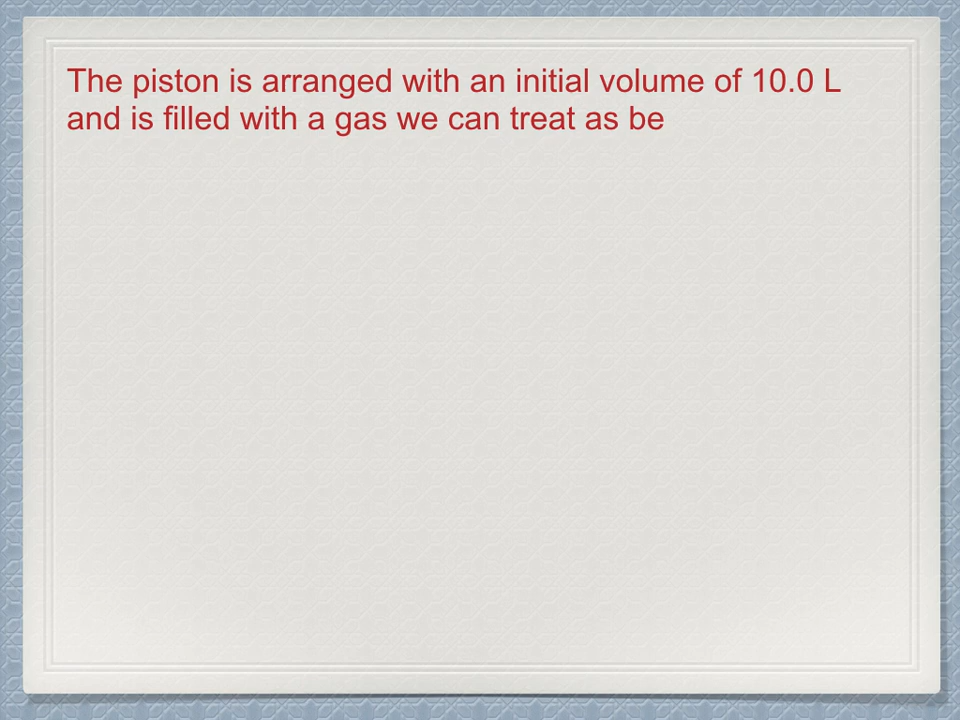 The piston is arranged with an initial volume of 10.0 L
and is filled with a gas we can treat as be